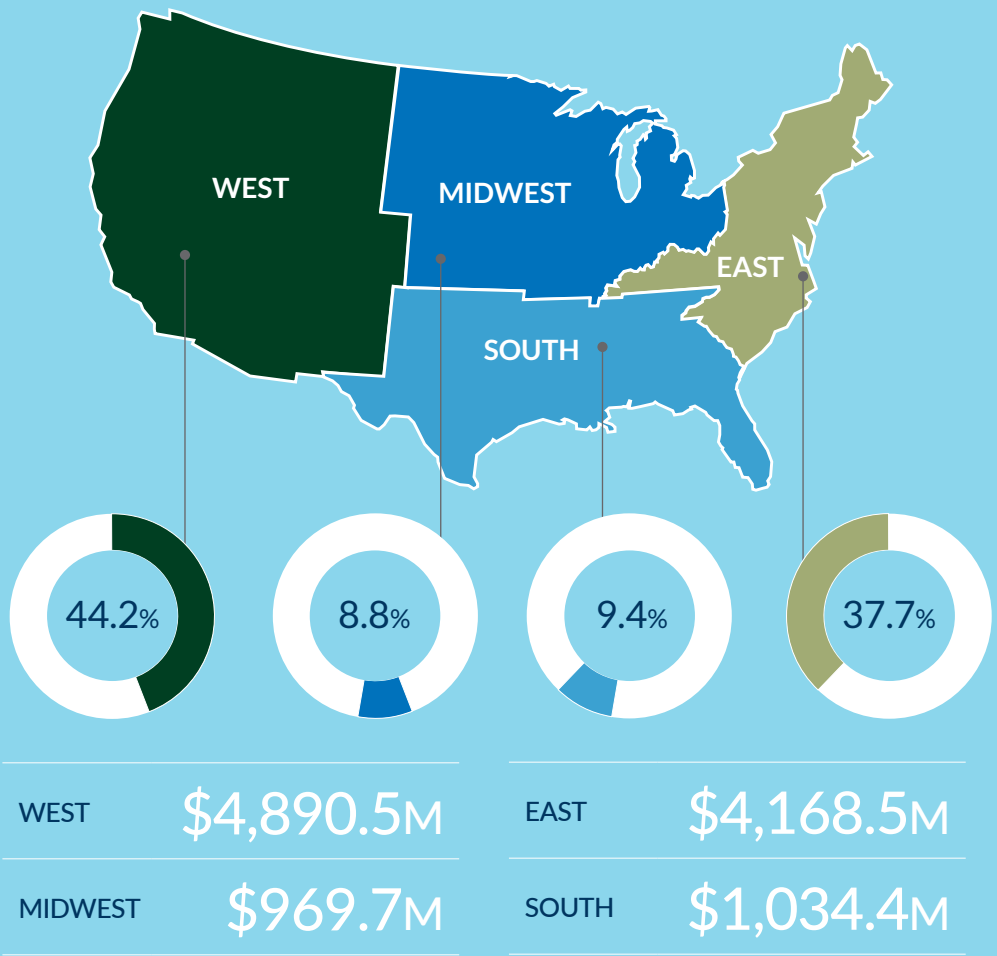 WEST
MIDWEST
EAST
SOUTH
44.2%
8.8%
9.4%
37.7%
WEST $4,890.5M
EAST $4,168.5M
MIDWEST $969.7M
SOUTH $1,034.4M